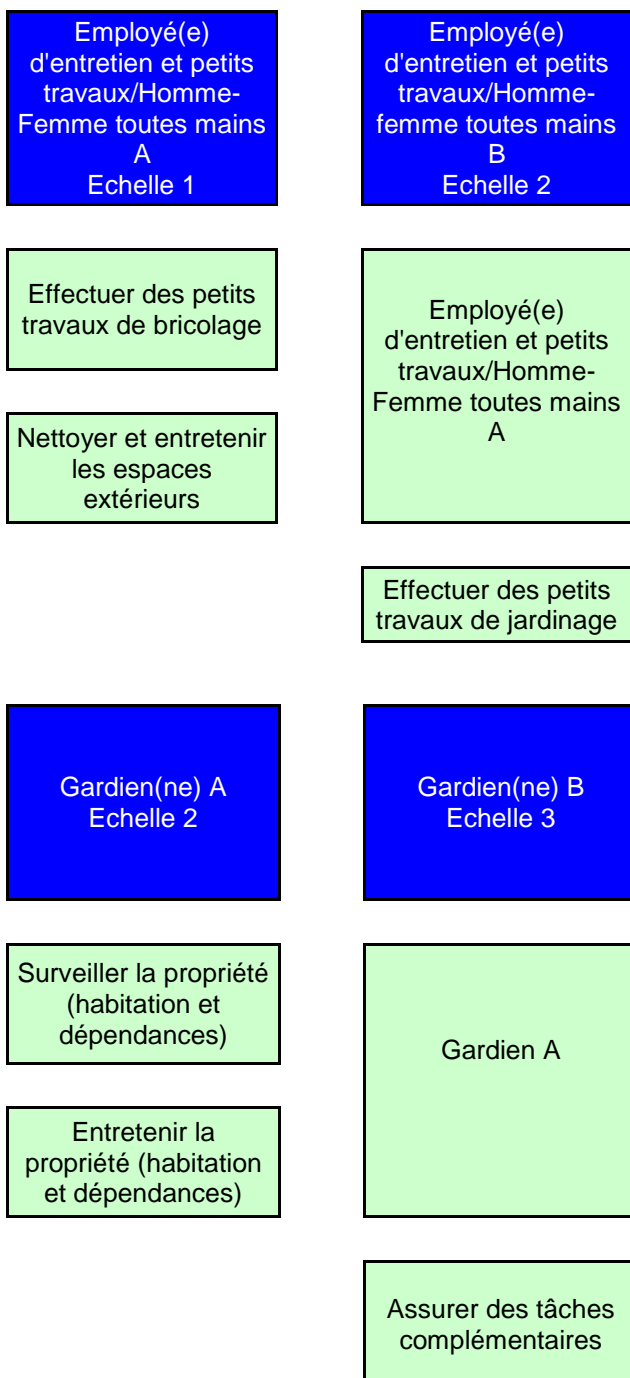 Employé(e)
d'entretien et petits
travaux/Homme-
Femme toutes mains
A
Echelle 1
Employé(e)
d'entretien et petits
travaux/Homme-
femme toutes mains
B
Echelle 2
Effectuer des petits
travaux de bricolage
Nettoyer et entretenir
les espaces
extérieurs
Employé(e)
d'entretien et petits
travaux/Homme-
Femme toutes mains
A
Effectuer des petits
travaux de jardinage
Gardien(ne) A
Echelle 2
Gardien(ne) B
Echelle 3
Surveiller la propriété
(habitation et
dépendances)
Entretenir la
propriété (habitation
et dépendances)
Gardien A
Assurer des tâches
complémentaires